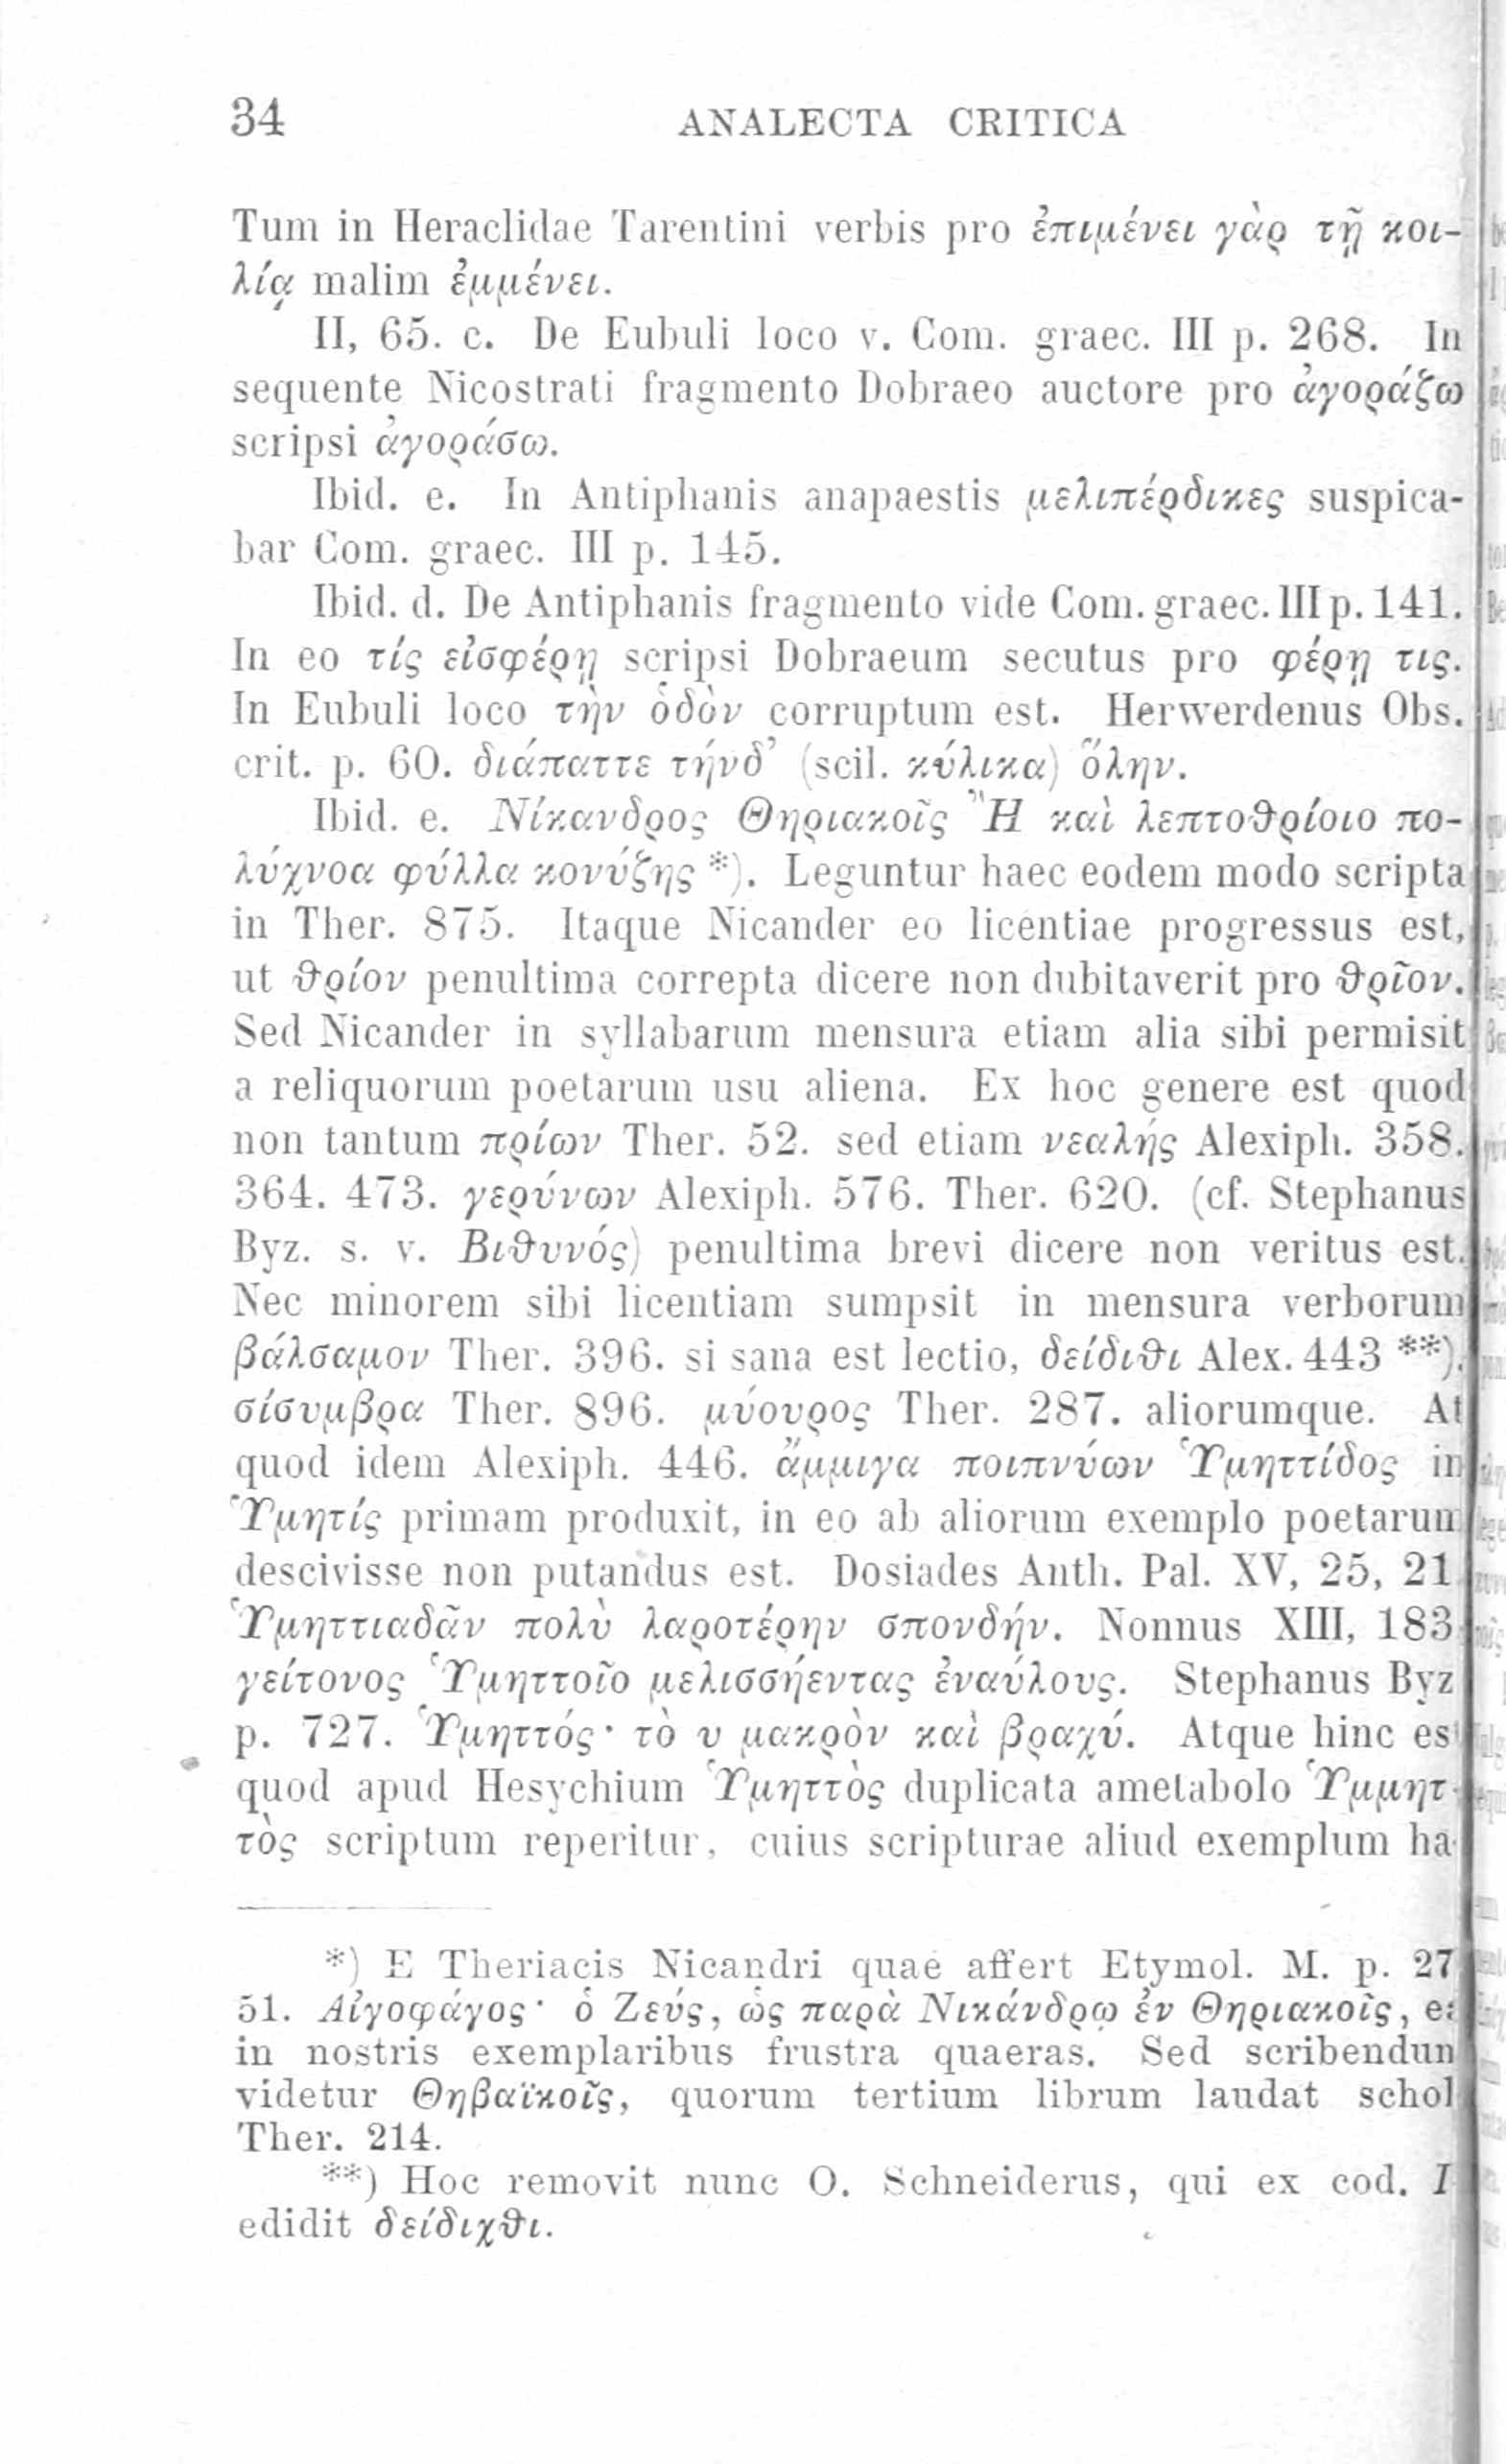 34 ANALECTA CRITICA
Tum in Heraclidae Tarentini verbis pro ἐπιμένει γὰρ τῇ κοι-
λίᾳ malim ἐμμένει.
II, 65. c. De Eubuli loco v. Com. graec. III p. 268. In
sequente Nicostrati fragmento Dobraeo auctore pro ἀγοράζω
scripsi ἀγοράσω.
Ibid. e. In Antiphanis anapaestis μελιπέρδικες suspica-
bar Com. graec. III p. 145.
Ibid. d. De Antiphanis fragmento vide Com. graec. III p. 141.
In eo τίς εἰσφέρῃ scripsi Dobraeum secutus pro φέρῃ τις.
In Eubuli loco τὴν ὁδὸν corruptum est. Herwerdenus Obs.
crit. p. 60. διάπαττε τήνδ᾽ (scil. κύλικα) ὅλην.
Ibid. e. Νίκανδρος Θηριακοῖς Ἢ καὶ λεπτοθρίοιο πο-
λύχνοα φύλλα κονύζης *). Leguntur haec eodem modo scripta
in Ther. 875. Itaque Nicander eo licentiae progressus est,
ut θρίον penultima correpta dicere non dubitaverit pro θρῖον.
Sed Nicander in syllabarum mensura etiam alia sibi permisit
a reliquorum poetarum usu aliena. Ex hoc genere est quod
non tantum πρίων Ther. 52. sed etiam νεαλής Alexiph. 358.
364. 473. γερύνων Alexiph. 576. Ther. 620. (cf. Stephanus
Byz. s. v. Βιθυνός) penultima brevi dicere non veritus est.
Nec minorem sibi licentiam sumpsit in mensura verborum
βάλσαμον Ther. 396. si sana est lectio, δείδιθι Alex. 443 **).
σίσυμβρα Ther. 896. μύουρος Ther. 287. aliorumque. At
quod idem Alexiph. 446. ἄμμιγα ποιπνύων Ὑμηττίδος in
Ὑμητίς primam produxit, in eo ab aliorum exemplo poetarum
descivisse non putandus est. Dosiades Anth. Pal. XV, 25, 21
Ὑμηττιαδᾶν πολὺ λαροτέρην σπονδήν. Nonnus XIII, 183
γείτονος Ὑμηττοῖο μελισσήεντας ἐναύλους. Stephanus Byz
p. 727. Ὑμηττός· τὸ υ μακρὸν καὶ βραχύ. Atque hinc est
quod apud Hesychium Ὑμηττὸς duplicata ametabolo Ὑμμητ-
τὸς scriptum reperitur, cuius scripturae aliud exemplum ha-
*) E Theriacis Nicandri quae affert Etymol. M. p. 27
51. Αἰγοφάγος· ὁ Ζεύς, ὡς παρὰ Νικάνδρῳ ἐν Θηριακοῖς,
in nostris exemplaribus frustra quaeras. Sed scribendum
videtur Θηβαϊκοῖς, quorum tertium librum laudat schol
Ther. 214.
**) Hoc removit nunc O. Schneiderus, qui ex cod.
edidit δείδιχθι.